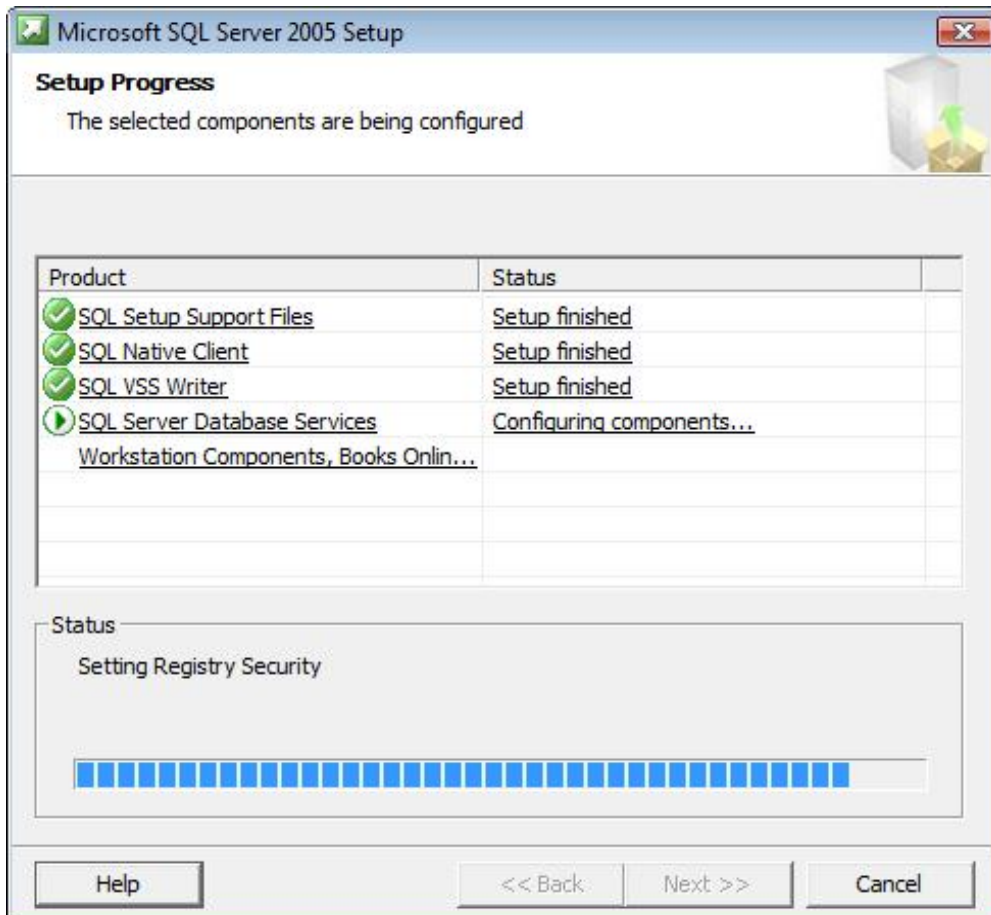 Microsoft SQL Server 2005 Setup
Setup Progress
The selected components are being configured
Product Status
SQL Setup Support Files Setup finished
SQL Native Client Setup finished
SQL VSS Writer Setup finished
SQL Server Database Services Configuring components...
Workstation Components, Books Onlin...
Status
Setting Registry Security
Help << Back Next >> Cancel